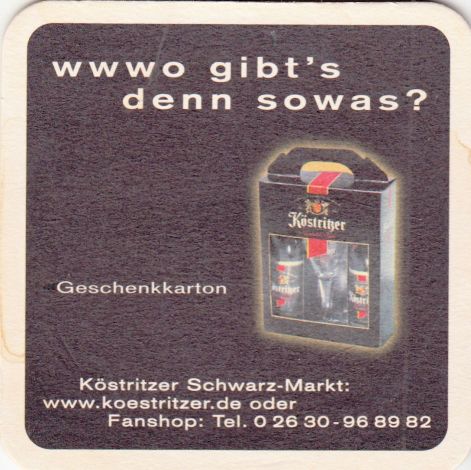 wwwo gibt's
denn sowas?
Köstritzer
Geschenkkarton
Köstritzer Schwarz-Markt:
www.koestritzer.de oder
Fanshop: Tel. 0 26 30-96 89 82